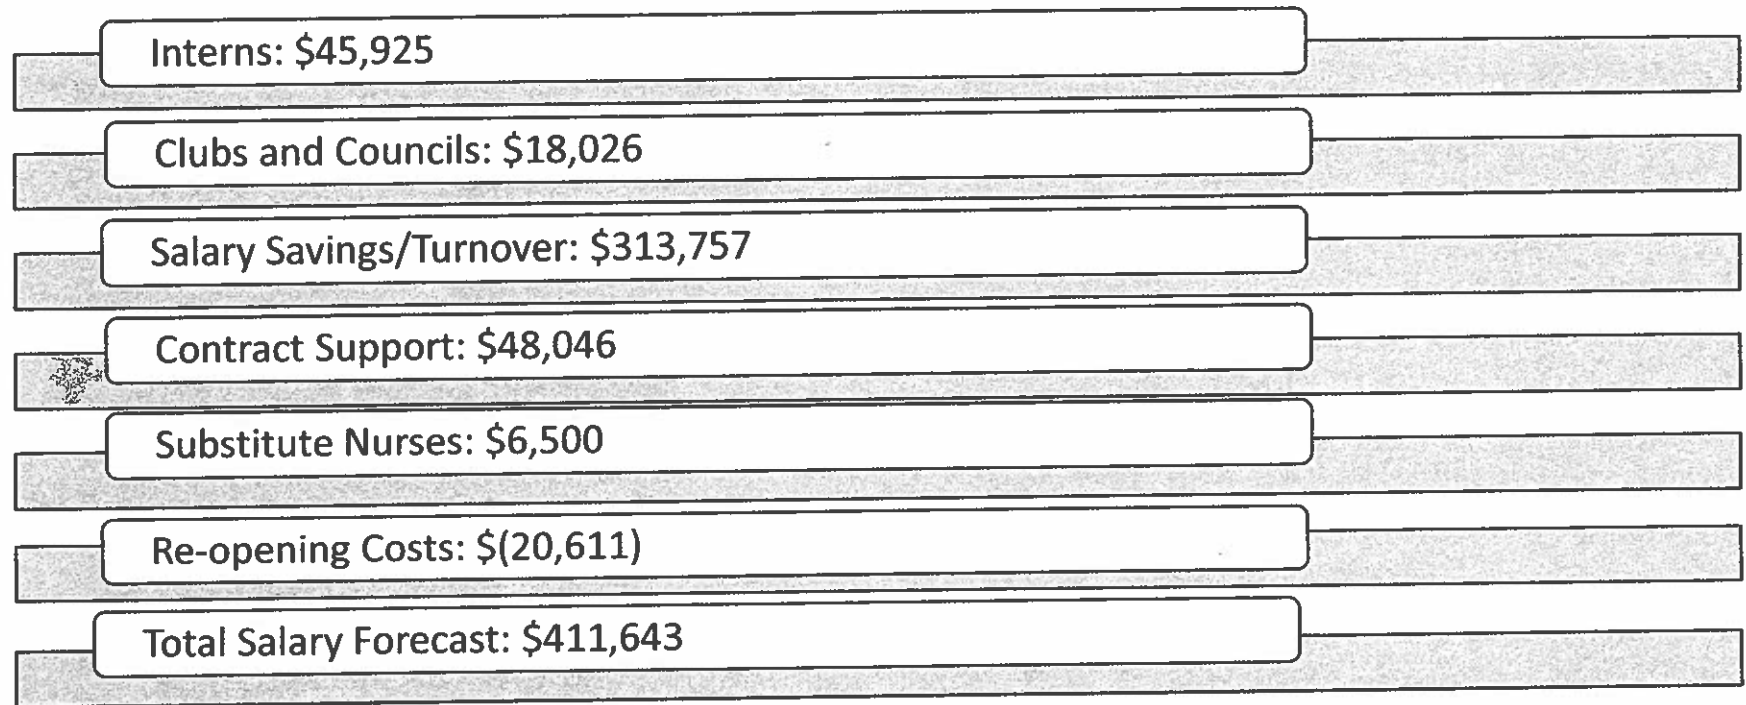 Interns: $45,925
Clubs and Councils: $18,026
Salary Savings/Turnover: $313,757
Contract Support: $48,046
Substitute Nurses: $6,500
Re-opening Costs: $(20,611)
Total Salary Forecast: $411,643